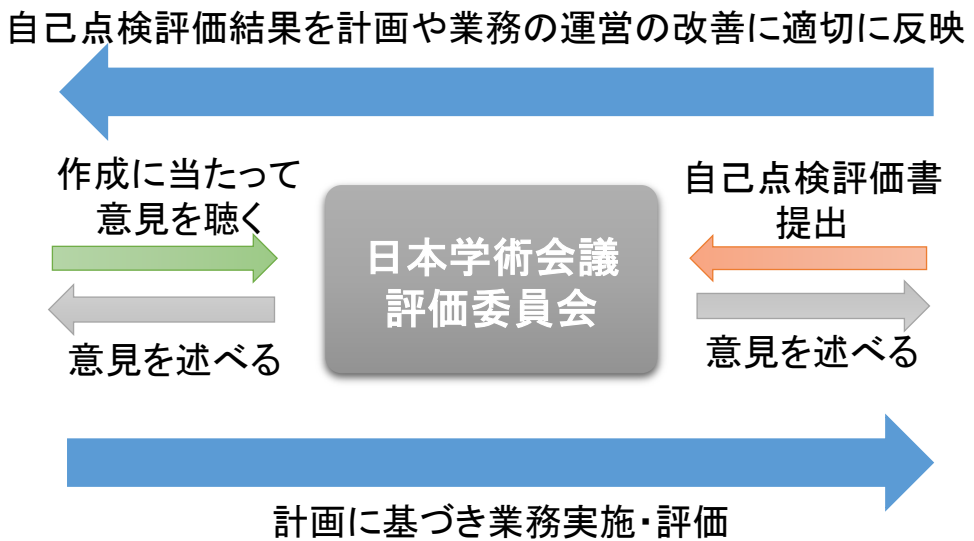 自己点検評価結果を計画や業務の運営の改善に適切に反映
作成に当たって
意見を聴く
自己点検評価書
提出
日本学術会議
評価委員会
意見を述べる
意見を述べる
計画に基づき業務実施・評価